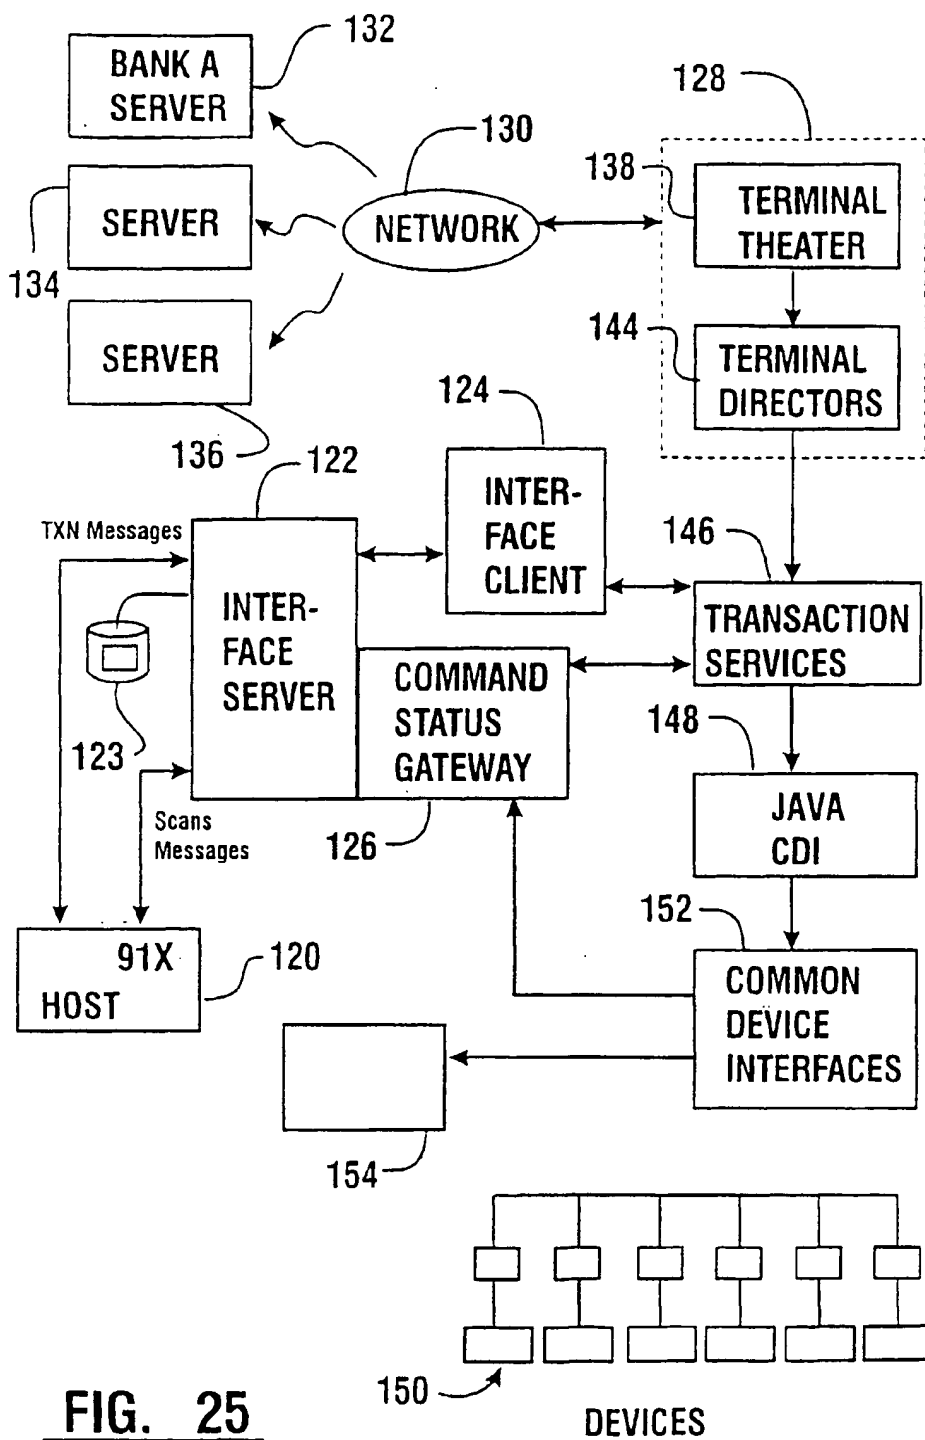 132
BANK A
SERVER
128
130
138
TERMINAL
THEATER
SERVER
NETWORK
134
144
SERVER
TERMINAL
DIRECTORS
124
136
122
INTER-
FACE
CLIENT
146
TXN Messages
TRANSACTION
SERVICES
INTER-
FACE
SERVER
COMMAND
STATUS
GATEWAY
123
148
JAVA
CDI
Scans
Messages
126
152
91X
HOST
120
COMMON
DEVICE
INTERFACES
154
150
DEVICES
FIG. 25